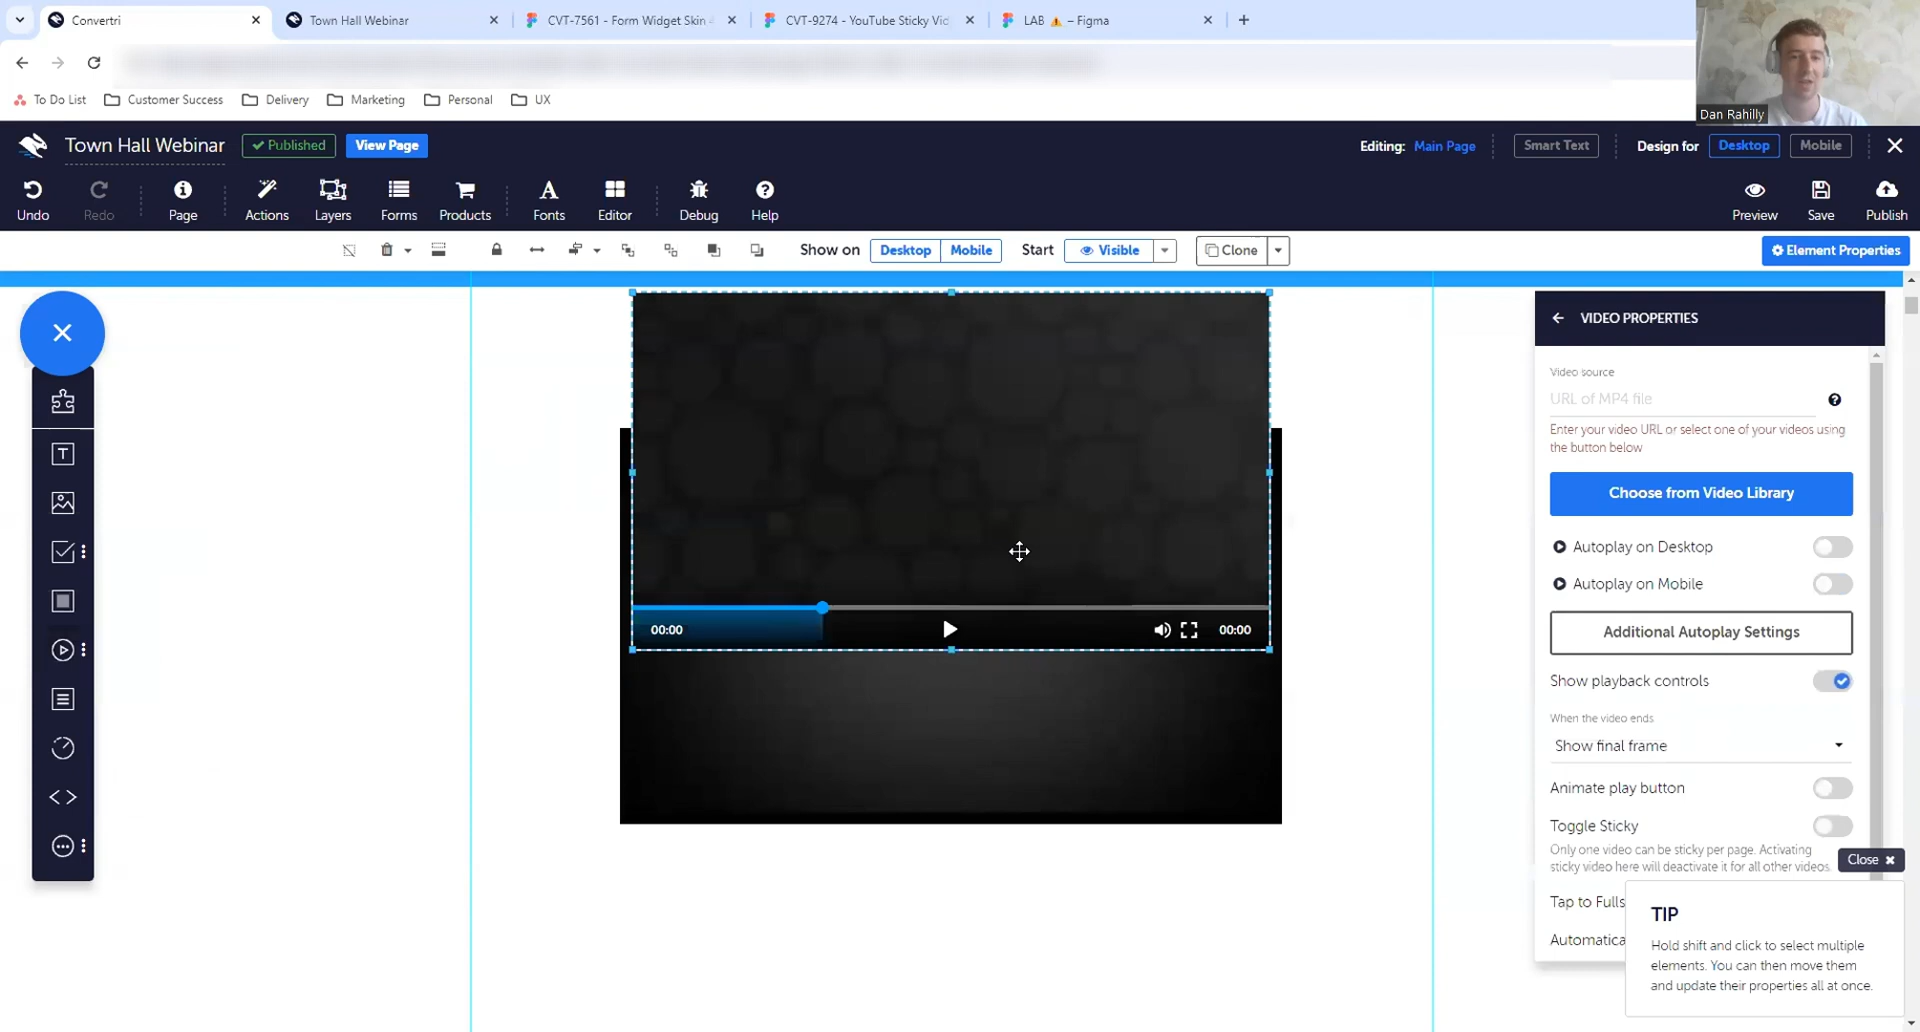 Convertri
Town Hall Webinar
CVT-7561 - Form Widget Skin
CVT-9274 - YouTube Sticky Vid
LAB ⚠ – Figma
To Do List
Customer Success
Delivery
Marketing
Personal
UX
Dan Rahilly
Town Hall Webinar
Published
View Page
Editing: Main Page
Smart Text
Design for
Desktop
Mobile
Undo
Redo
Page
Actions
Layers
Forms
Products
Fonts
Editor
Debug
Help
Preview
Save
Publish
Show on
Desktop
Mobile
Start
Visible
Clone
Element Properties
VIDEO PROPERTIES
Video source
URL of MP4 file
Enter your video URL or select one of your videos using
the button below
Choose from Video Library
Autoplay on Desktop
Autoplay on Mobile
Additional Autoplay Settings
Show playback controls
When the video ends
Show final frame
Animate play button
Toggle Sticky
Only one video can be sticky per page. Activating
sticky video here will deactivate it for all other videos.
Close
Tap to Fulls
Automatica
TIP
Hold shift and click to select multiple
elements. You can then move them
and update their properties all at once.
00:00
00:00